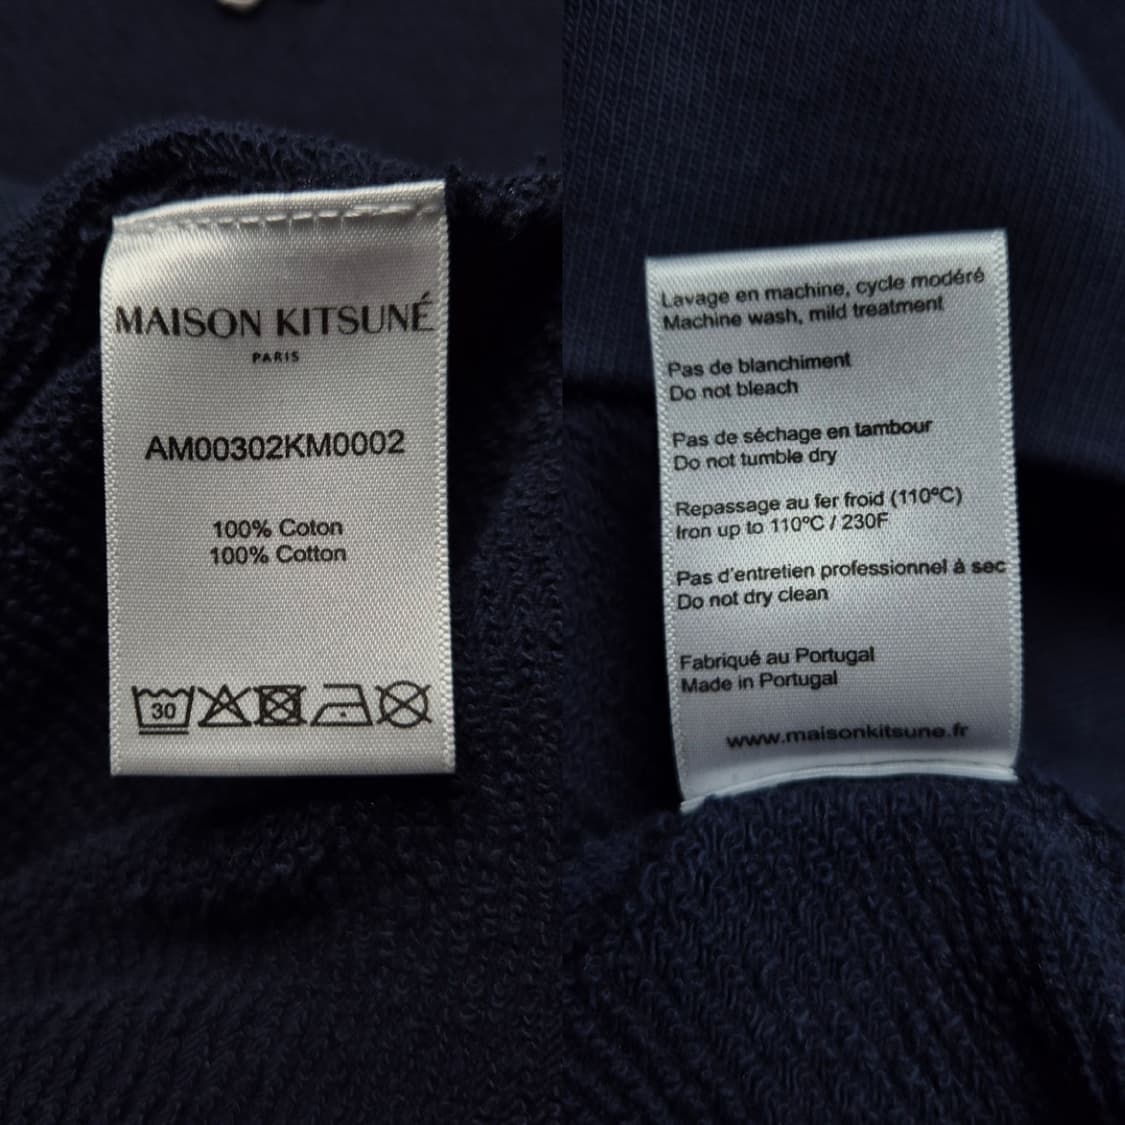 MAISON KITSUNÉ
PARIS
AM00302KM0002
100% Coton
100% Cotton
30
Lavage en machine, cycle modéré
Machine wash, mild treatment
Pas de blanchiment
Do not bleach
Pas de séchage en tambour
Do not tumble dry
Repassage au fer froid (110ºC)
Iron up to 110ºC / 230F
Pas d'entretien professionnel à sec
Do not dry clean
Fabriqué au Portugal
Made in Portugal
www.maisonkitsune.fr